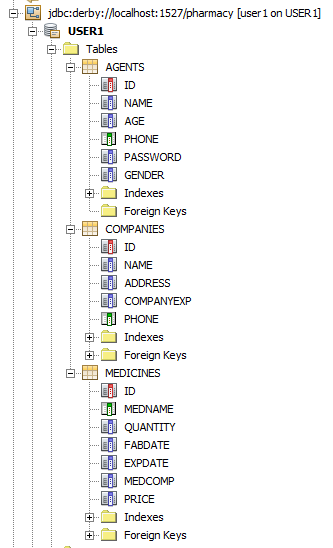 jdbc:derby://localhost:1527/pharmacy [user1 on USER1]
USER1
Tables
AGENTS
ID
NAME
AGE
PHONE
PASSWORD
GENDER
Indexes
Foreign Keys
COMPANIES
ID
NAME
ADDRESS
COMPANYEXP
PHONE
Indexes
Foreign Keys
MEDICINES
ID
MEDNAME
QUANTITY
FABDATE
EXPDATE
MEDCOMP
PRICE
Indexes
Foreign Keys